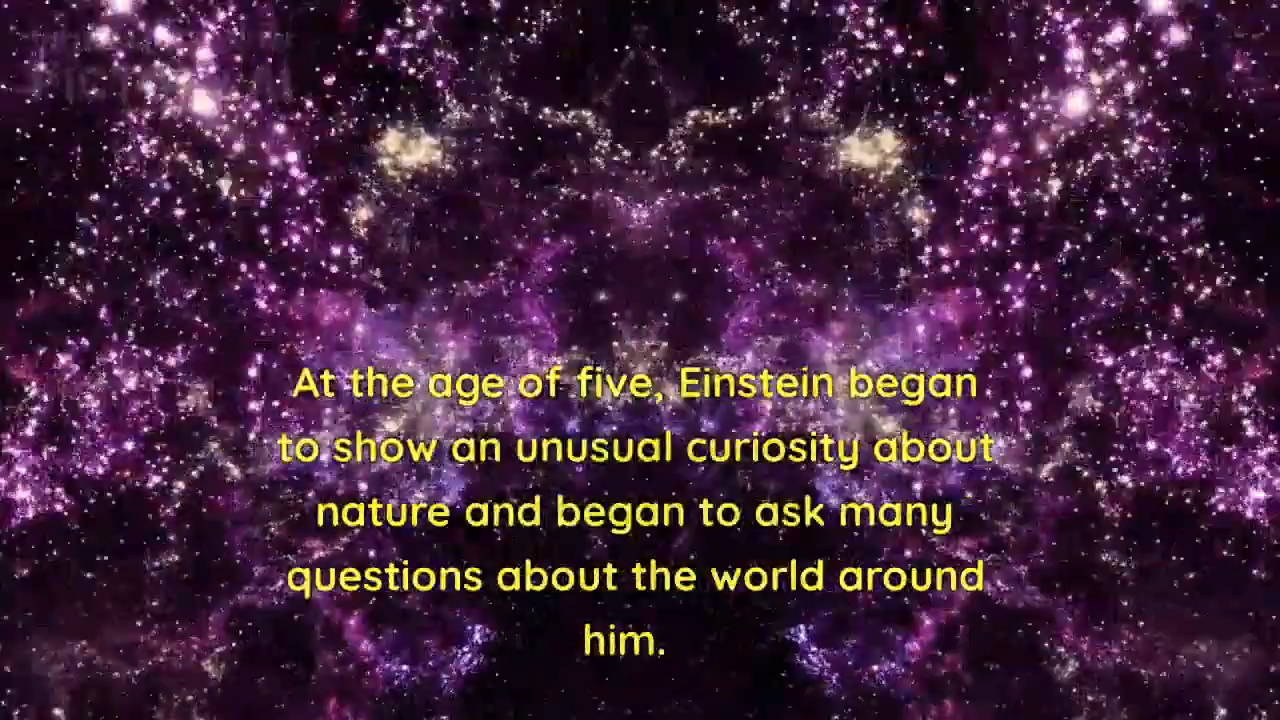 At the age of five, Einstein began
to show an unusual curiosity about
nature and began to ask many
questions about the world around
him.